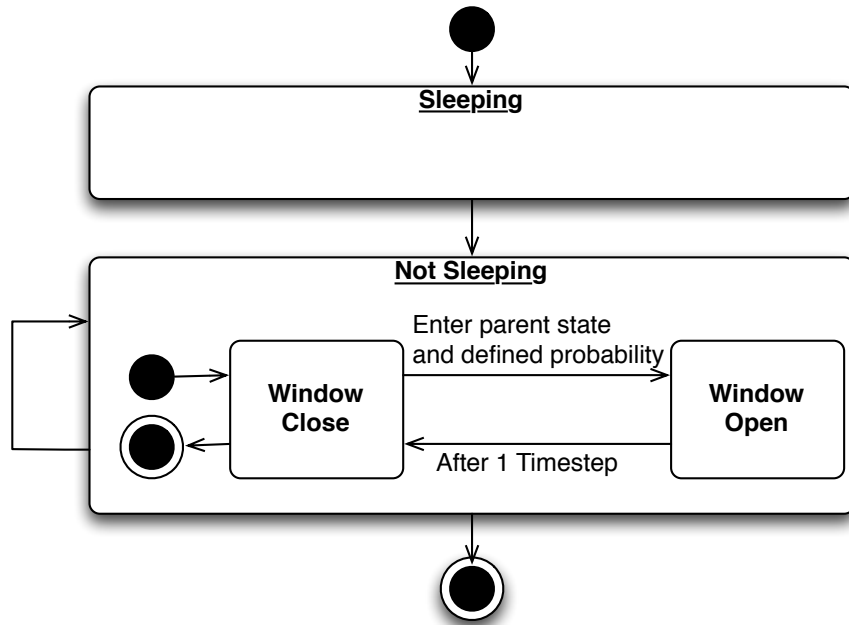 Sleeping
Not Sleeping
Enter parent state
and defined probability
Window
Close
Window
Open
After 1 Timestep